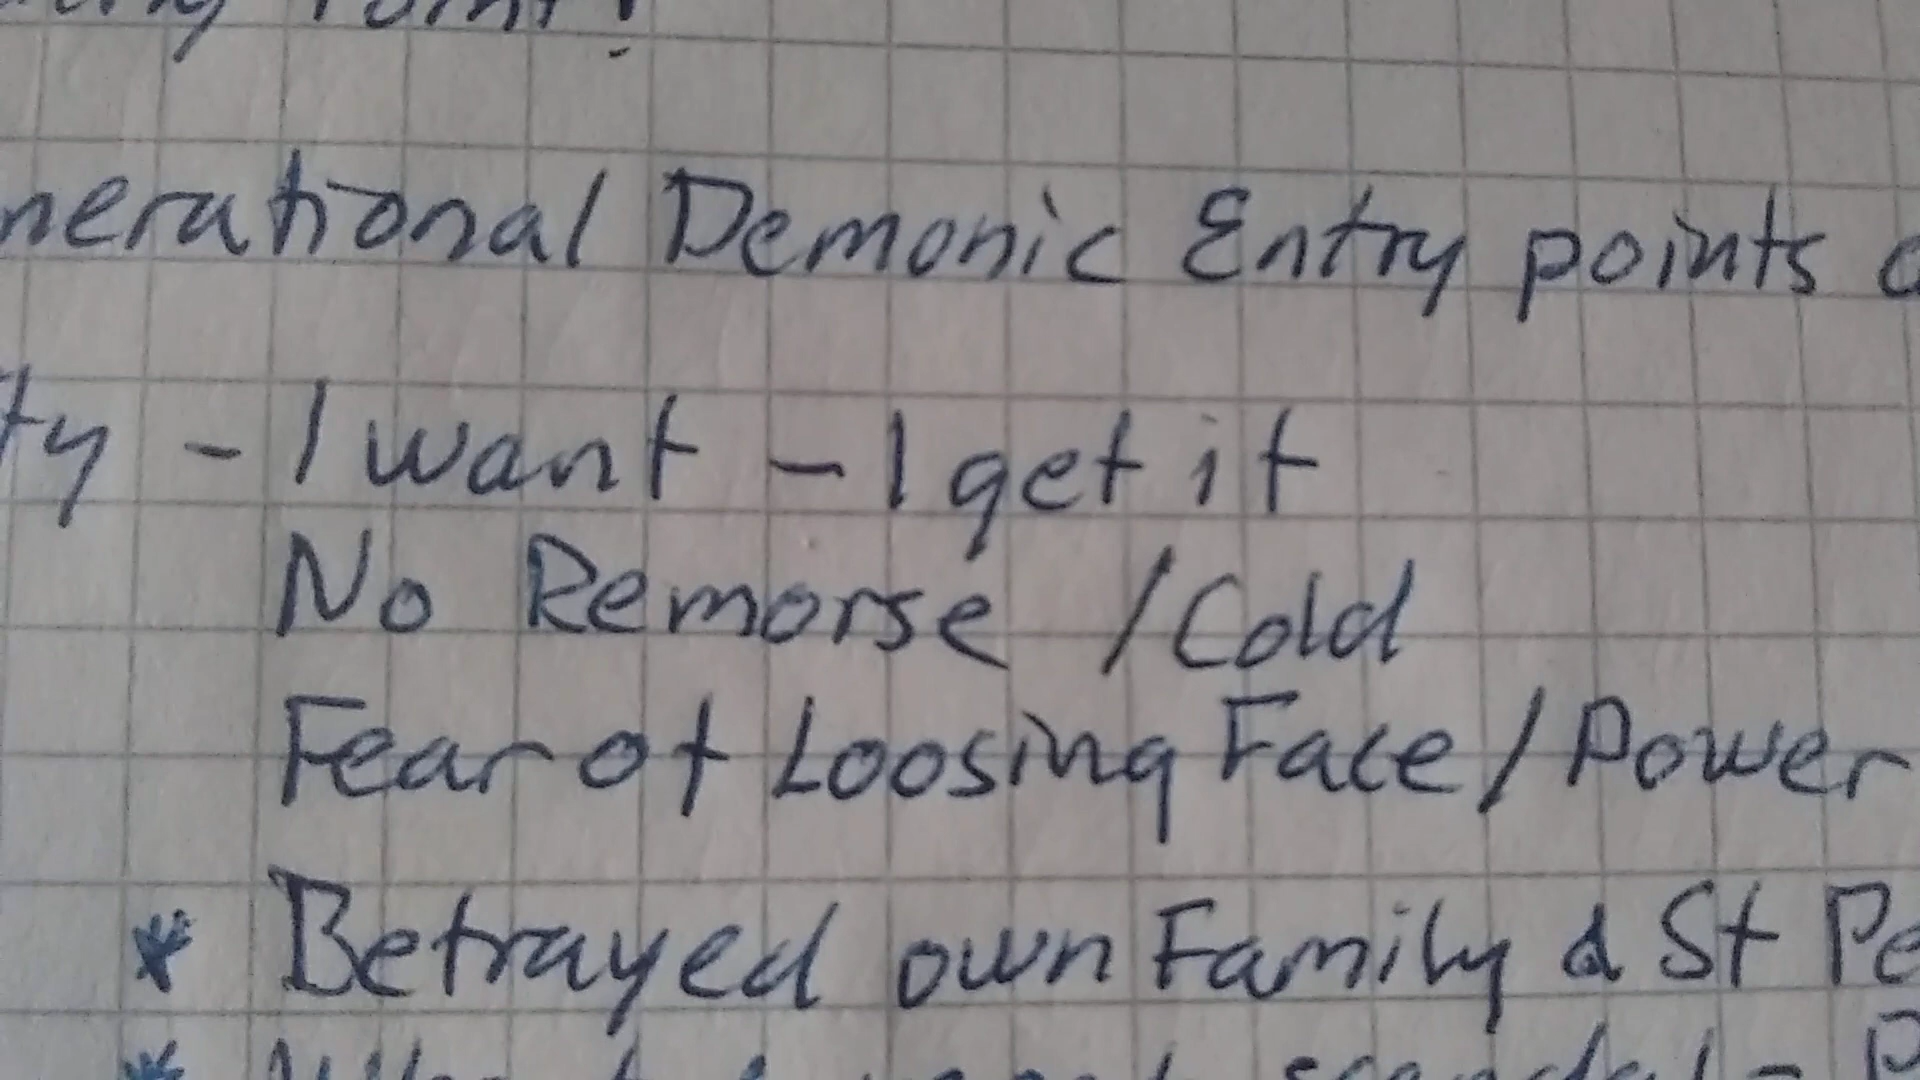 nerational Demonic Entry points
ty - I want - I get it
No Remorse / Cold
Fear of Loosing Face / Power
* Betrayed own Family & St Pe